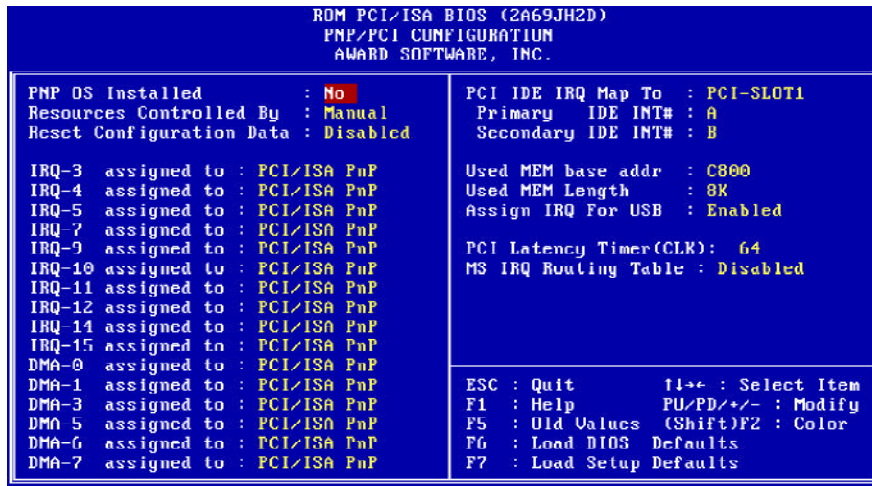 ROM PCI/ISA BIOS (2A69JH2D)
PNP/PCI CONFIGURATION
AWARD SOFTWARE, INC.
PNP OS Installed : No
Resources Controlled By : Manual
Reset Configuration Data : Disabled
IRQ-3 assigned to : PCI/ISA PnP
IRQ-4 assigned to : PCI/ISA PnP
IRQ-5 assigned to : PCI/ISA PnP
IRQ-7 assigned to : PCI/ISA PnP
IRQ-9 assigned to : PCI/ISA PnP
IRQ-10 assigned to : PCI/ISA PnP
IRQ-11 assigned to : PCI/ISA PnP
IRQ-12 assigned to : PCI/ISA PnP
IRQ-14 assigned to : PCI/ISA PnP
IRQ-15 assigned to : PCI/ISA PnP
DMA-0 assigned to : PCI/ISA PnP
DMA-1 assigned to : PCI/ISA PnP
DMA-3 assigned to : PCI/ISA PnP
DMA-5 assigned to : PCI/ISA PnP
DMA-6 assigned to : PCI/ISA PnP
DMA-7 assigned to : PCI/ISA PnP
PCI IDE IRQ Map To : PCI-SLOT1
Primary IDE INT# : A
Secondary IDE INT# : B
Used MEM base addr : C800
Used MEM Length : 8K
Assign IRQ For USB : Enabled
PCI Latency Timer(CLK): 64
MS IRQ Routing Table : Disabled
ESC : Quit ↑↓→← : Select Item
F1 : Help PU/PD/+/- : Modify
F5 : Old Values (Shift)F2 : Color
F6 : Load BIOS Defaults
F7 : Load Setup Defaults